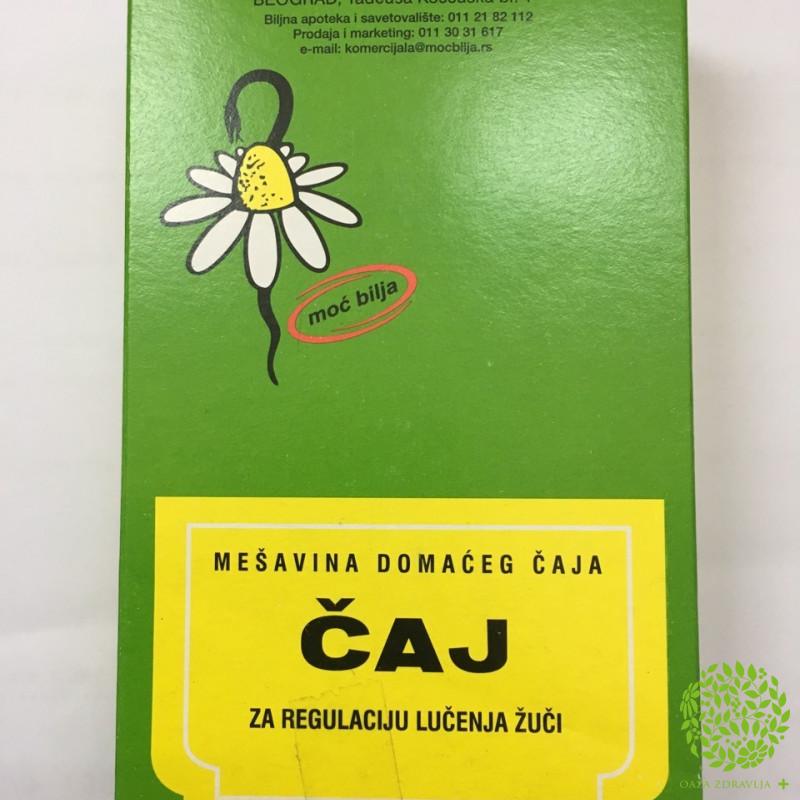 Biljna apoteka i savetovalište: 011 21 82 112
Prodaja i marketing: 011 30 31 617
e-mail: komercijala@mocbilja.rs
moć bilja
MEŠAVINA DOMAĆEG ČAJA
ČAJ
ZA REGULACIJU LUČENJA ŽUČI
OAZA ZDRAVLJA